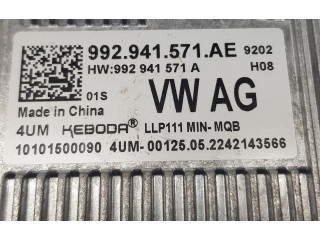 992.941.571.AE 9202
HW:992 941 571 A H08
01S VW AG
Made in China
4UM KEBODA® LLP111 MIN- MQB
10101500090 4UM- 00125.05.2242143566